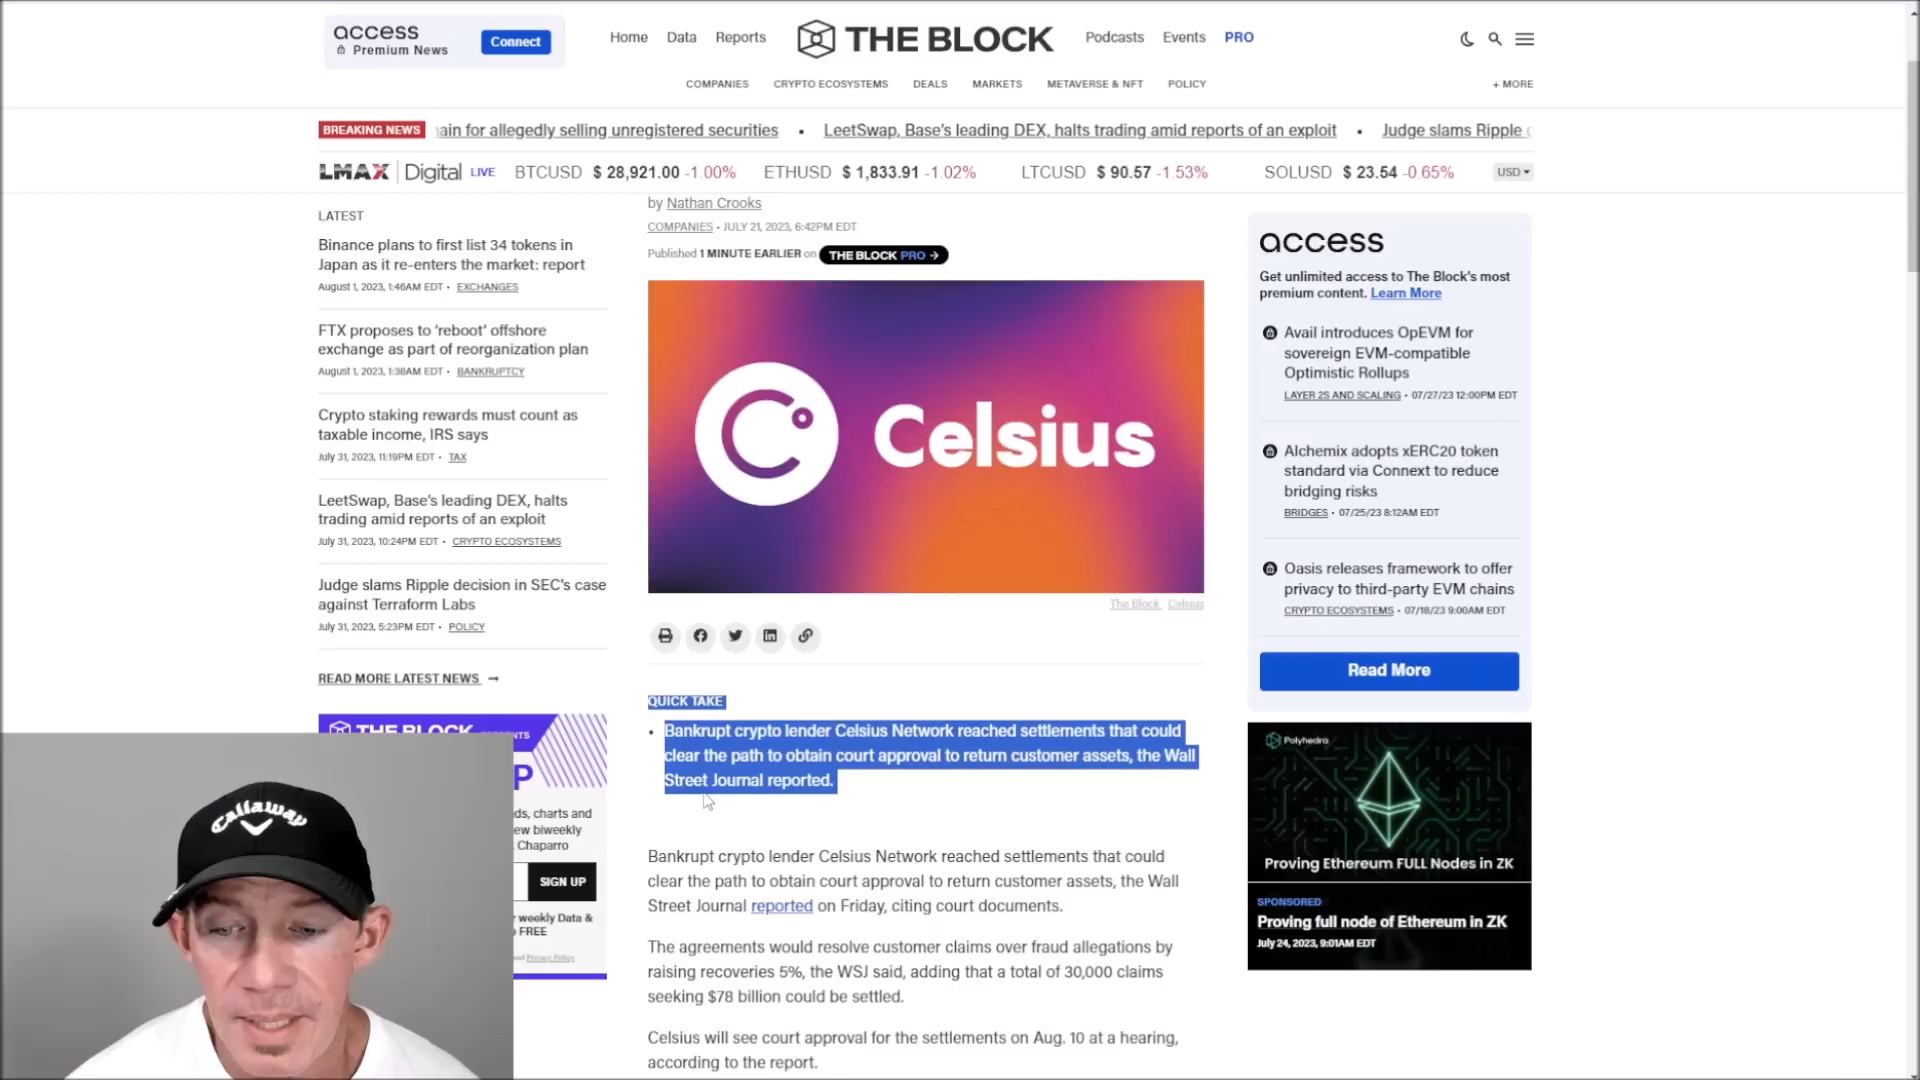 access
Premium News
Connect
Home
Data
Reports
THE BLOCK
Podcasts
Events
PRO
COMPANIES
CRYPTO ECOSYSTEMS
DEALS
MARKETS
METAVERSE & NFT
POLICY
+ MORE
BREAKING NEWS
ain for allegedly selling unregistered securities
• LeetSwap, Base's leading DEX, halts trading amid reports of an exploit
• Judge slams Ripple
LMAX Digital LIVE
BTCUSD $ 28,921.00 -1.00%
ETHUSD $ 1,833.91 -1.02%
LTCUSD $ 90.57 -1.53%
SOLUSD $ 23.54 -0.65%
USD
LATEST
Binance plans to first list 34 tokens in
Japan as it re-enters the market: report
August 1, 2023, 1:46AM EDT • EXCHANGES
FTX proposes to ‘reboot’ offshore
exchange as part of reorganization plan
August 1, 2023, 1:38AM EDT • BANKRUPTCY
Crypto staking rewards must count as
taxable income, IRS says
July 31, 2023, 11:19PM EDT • TAX
LeetSwap, Base's leading DEX, halts
trading amid reports of an exploit
July 31, 2023, 10:24PM EDT • CRYPTO ECOSYSTEMS
Judge slams Ripple decision in SEC's case
against Terraform Labs
July 31, 2023, 5:23PM EDT • POLICY
READ MORE LATEST NEWS →
THE BLOCK
NTS
P
ds, charts and
ew biweekly
Chaparro
SIGN UP
weekly Data &
FREE
Privacy Policy
Callaway
by Nathan Crooks
COMPANIES • JULY 21, 2023, 6:42PM EDT
Published 1 MINUTE EARLIER on THE BLOCK PRO →
Celsius
The Block Celsius
QUICK TAKE
• Bankrupt crypto lender Celsius Network reached settlements that could
clear the path to obtain court approval to return customer assets, the Wall
Street Journal reported.
Bankrupt crypto lender Celsius Network reached settlements that could
clear the path to obtain court approval to return customer assets, the Wall
Street Journal reported on Friday, citing court documents.
The agreements would resolve customer claims over fraud allegations by
raising recoveries 5%, the WSJ said, adding that a total of 30,000 claims
seeking $78 billion could be settled.
Celsius will see court approval for the settlements on Aug. 10 at a hearing,
according to the report.
access
Get unlimited access to The Block's most
premium content. Learn More
Avail introduces OpEVM for
sovereign EVM-compatible
Optimistic Rollups
LAYER 2S AND SCALING • 07/27/23 12:00PM EDT
Alchemix adopts xERC20 token
standard via Connext to reduce
bridging risks
BRIDGES • 07/25/23 8:12AM EDT
Oasis releases framework to offer
privacy to third-party EVM chains
CRYPTO ECOSYSTEMS • 07/18/23 9:00AM EDT
Read More
Polyhedra
Proving Ethereum FULL Nodes in ZK
SPONSORED
Proving full node of Ethereum in ZK
July 24, 2023, 9:01AM EDT